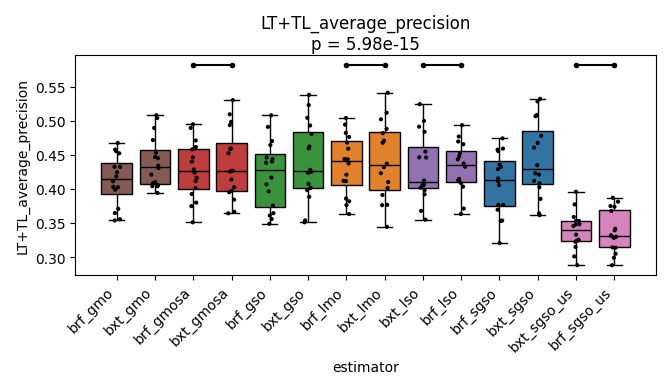 LT+TL_average_precision
p = 5.98e-15
LT+TL_average_precision
0.55
0.50
0.45
0.40
0.35
0.30
brf_gmo
bxt_gmo
brf_gmosa
bxt_gmosa
brf_gso
bxt_gso
brf_lmo
bxt_lmo
bxt_lso
brf_lso
brf_sgso
bxt_sgso
bxt_sgso_us
brf_sgso_us
estimator